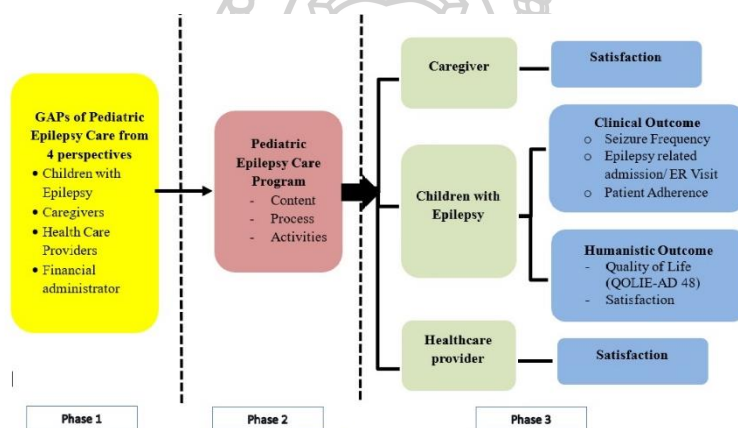 GAPs of Pediatric
Epilepsy Care from
4 perspectives
• Children with
Epilepsy
• Caregivers
• Health Care
Providers
• Financial
administrator
Phase 1
Pediatric
Epilepsy Care
Program
- Content
- Process
- Activities
Phase 2
Caregiver
Satisfaction
Children with
Epilepsy
Clinical Outcome
o Seizure Frequency
o Epilepsy related
admission/ ER Visit
o Patient Adherence
Humanistic Outcome
- Quality of Life
(QOLIE-AD 48)
- Satisfaction
Healthcare
provider
Satisfaction
Phase 3